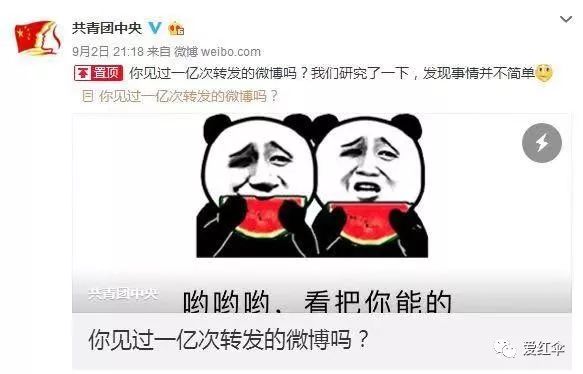 共青团中央
9月2日 21:18 来自 微博 weibo.com
置顶 你见过一亿次转发的微博吗？我们研究了一下，发现事情并不简单
你见过一亿次转发的微博吗？
共青团中央
哟哟哟，看把你能的
你见过一亿次转发的微博吗？
爱红伞